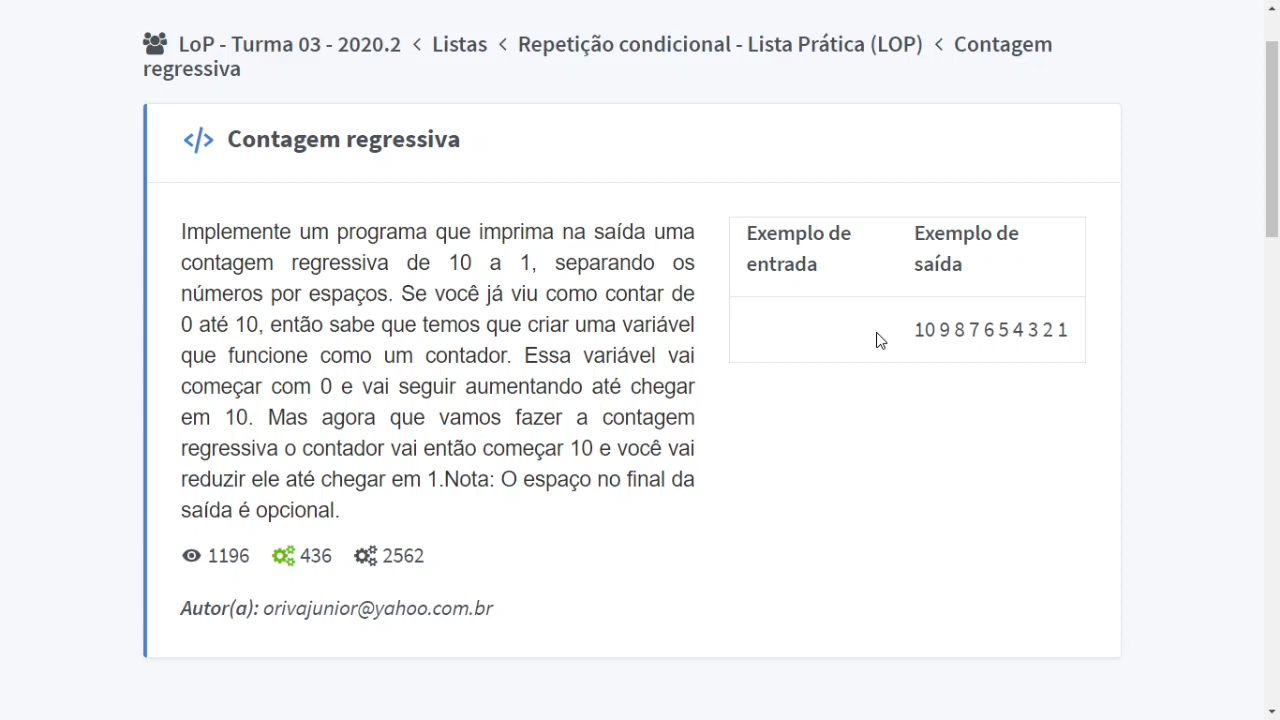 LoP - Turma 03 - 2020.2 < Listas < Repetição condicional - Lista Prática (LOP) < Contagem
regressiva
</> Contagem regressiva
Implemente um programa que imprima na saída uma
contagem regressiva de 10 a 1, separando os
números por espaços. Se você já viu como contar de
0 até 10, então sabe que temos que criar uma variável
que funcione como um contador. Essa variável vai
começar com 0 e vai seguir aumentando até chegar
em 10. Mas agora que vamos fazer a contagem
regressiva o contador vai então começar 10 e você vai
reduzir ele até chegar em 1.Nota: O espaço no final da
saída é opcional.
1196 436 2562
Autor(a): orivajunior@yahoo.com.br
Exemplo de
entrada
Exemplo de
saída
10 9 8 7 6 5 4 3 2 1